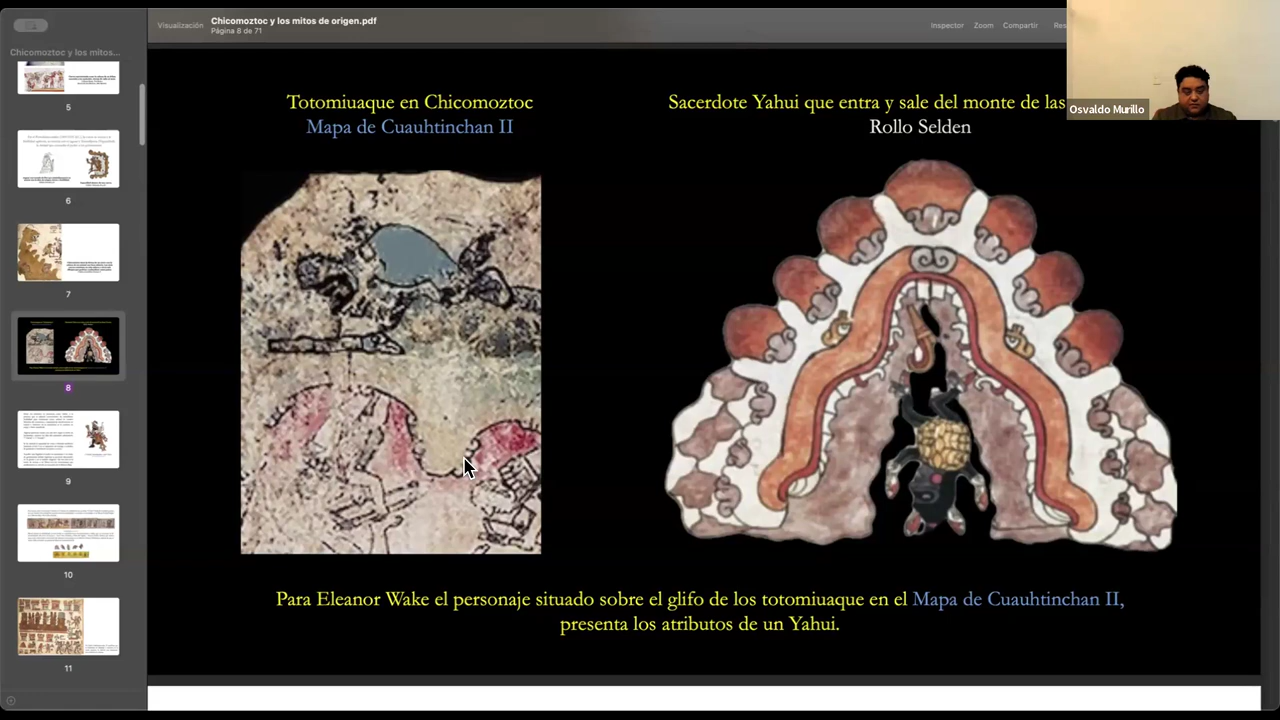 Visualización
Chicomoztoc y los mitos de origen.pdf
Página 8 de 71
Inspector
Zoom
Compartir
Chicomoztoc y los mitos...
5
6
7
8
9
10
11
Totomiuaque en Chicomoztoc
Mapa de Cuauhtinchan II
Sacerdote Yahui que entra y sale del monte de las
Rollo Selden
Osvaldo Murillo
Para Eleanor Wake el personaje situado sobre el glifo de los totomiuaque en el Mapa de Cuauhtinchan II,
presenta los atributos de un Yahui.